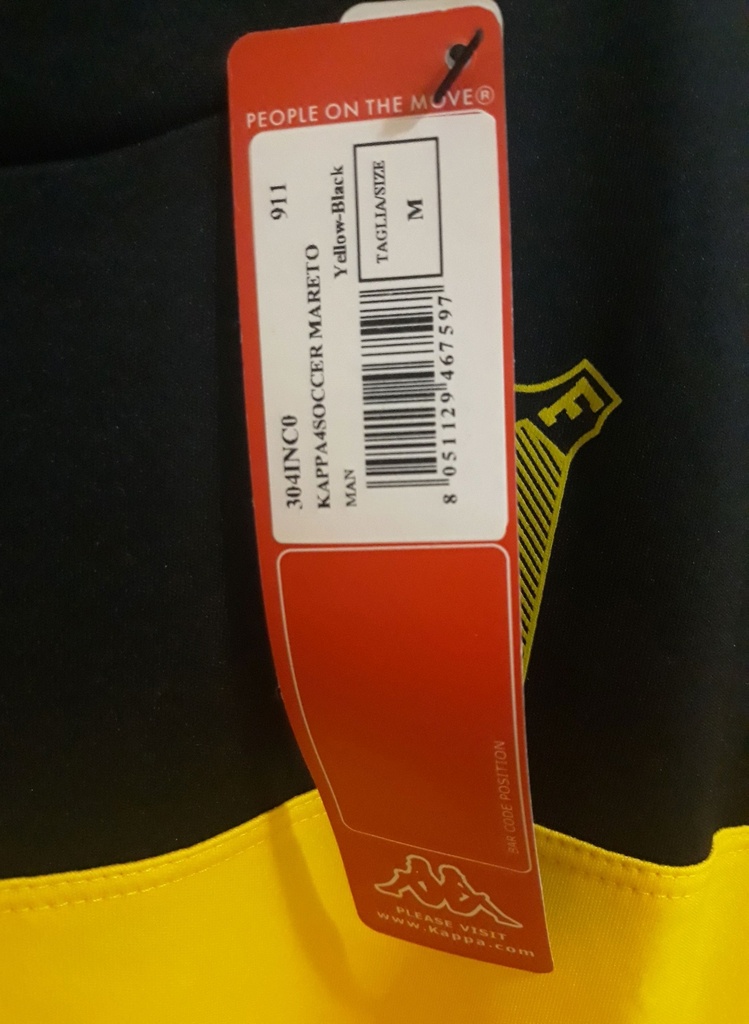 PEOPLE ON THE MOVE®
304INC0 911
KAPPA4SOCCER MARETO
MAN Yellow-Black
TAGLIA/SIZE
M
8 051129 467597
E
BAR CODE POSITION
PLEASE VISIT
www.Kappa.com